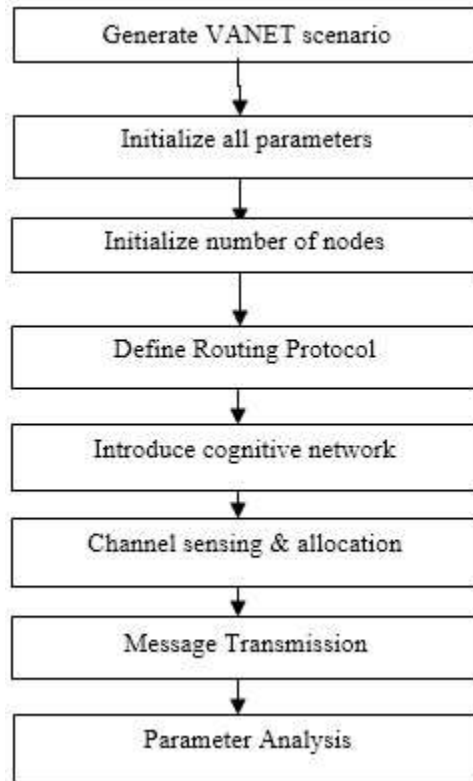 Generate VANET scenario
Initialize all parameters
Initialize number of nodes
Define Routing Protocol
Introduce cognitive network
Channel sensing & allocation
Message Transmission
Parameter Analysis